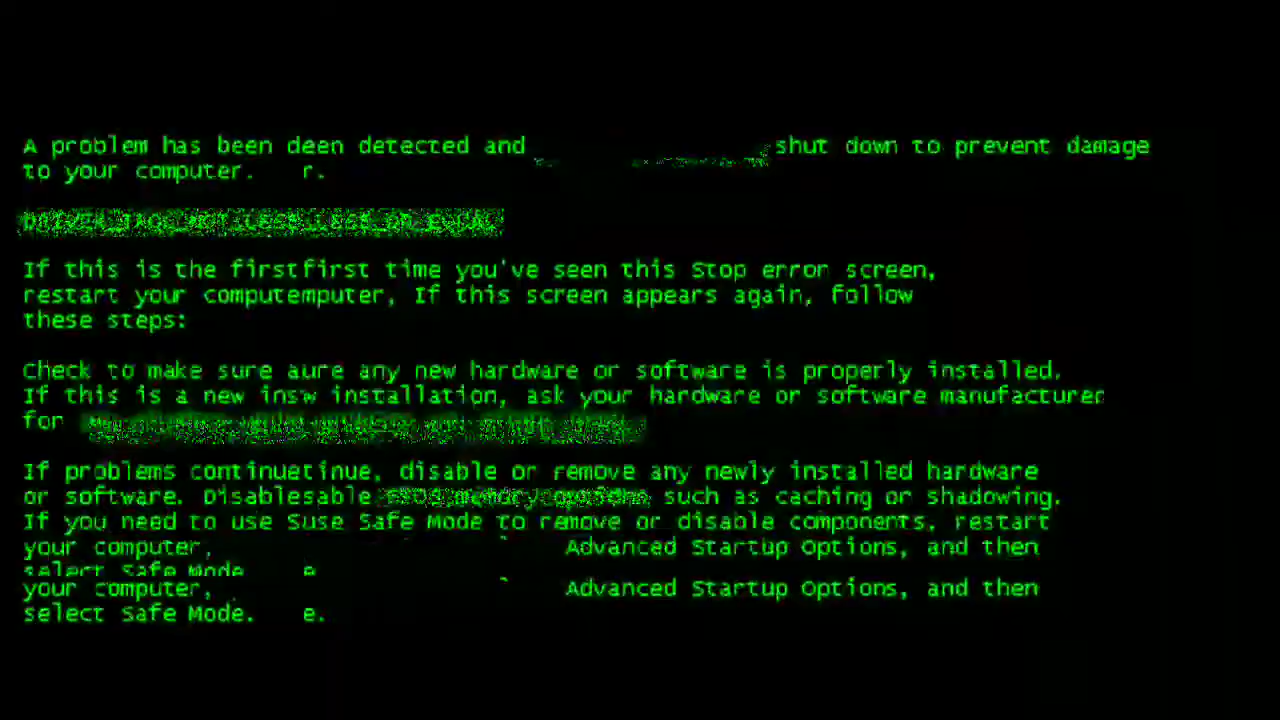 A problem has been deen detected and shut down to prevent damage
to your computer. r.
If this is the firstfirst time you've seen this Stop error screen,
restart your computemputer, If this screen appears again, follow
these steps:
Check to make sure aure any new hardware or software is properly installed.
If this is a new insw installation, ask your hardware or software manufacturer
for
If problems continuetinue, disable or remove any newly installed hardware
or software. Disablesable such as caching or shadowing.
If you need to use Suse Safe Mode to remove or disable components, restart
your computer, Advanced Startup Options, and then
select Safe Mode e
your computer, Advanced Startup Options, and then
select Safe Mode. e.